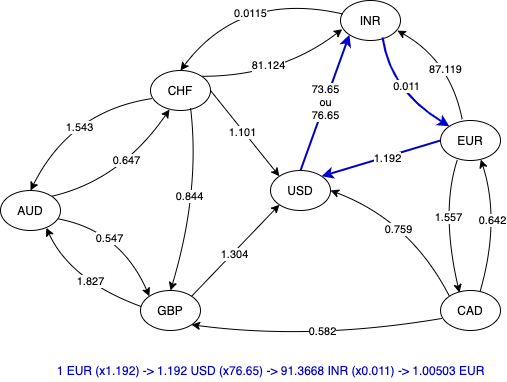 INR
0.0115
81.124
87.119
73.65
ou
76.65
0.011
CHF
1.543
1.101
EUR
0.647
1.192
0.844
USD
AUD
1.557
0.642
0.547
0.759
1.304
1.827
GBP
CAD
0.582
1 EUR (x1.192) -> 1.192 USD (x76.65) -> 91.3668 INR (x0.011) -> 1.00503 EUR